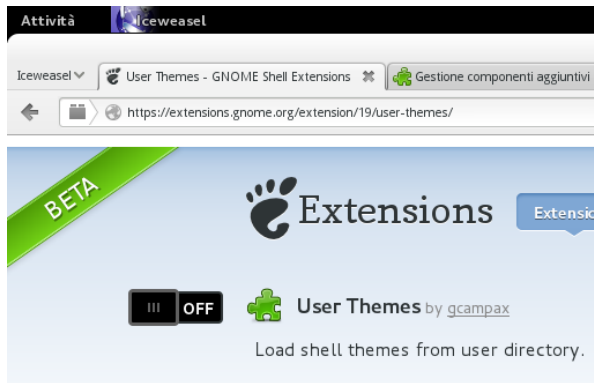 Attività Iceweasel
Iceweasel User Themes - GNOME Shell Extensions Gestione componenti aggiuntivi
https://extensions.gnome.org/extension/19/user-themes/
BETA
Extensions
OFF User Themes by gcampax
Load shell themes from user directory.